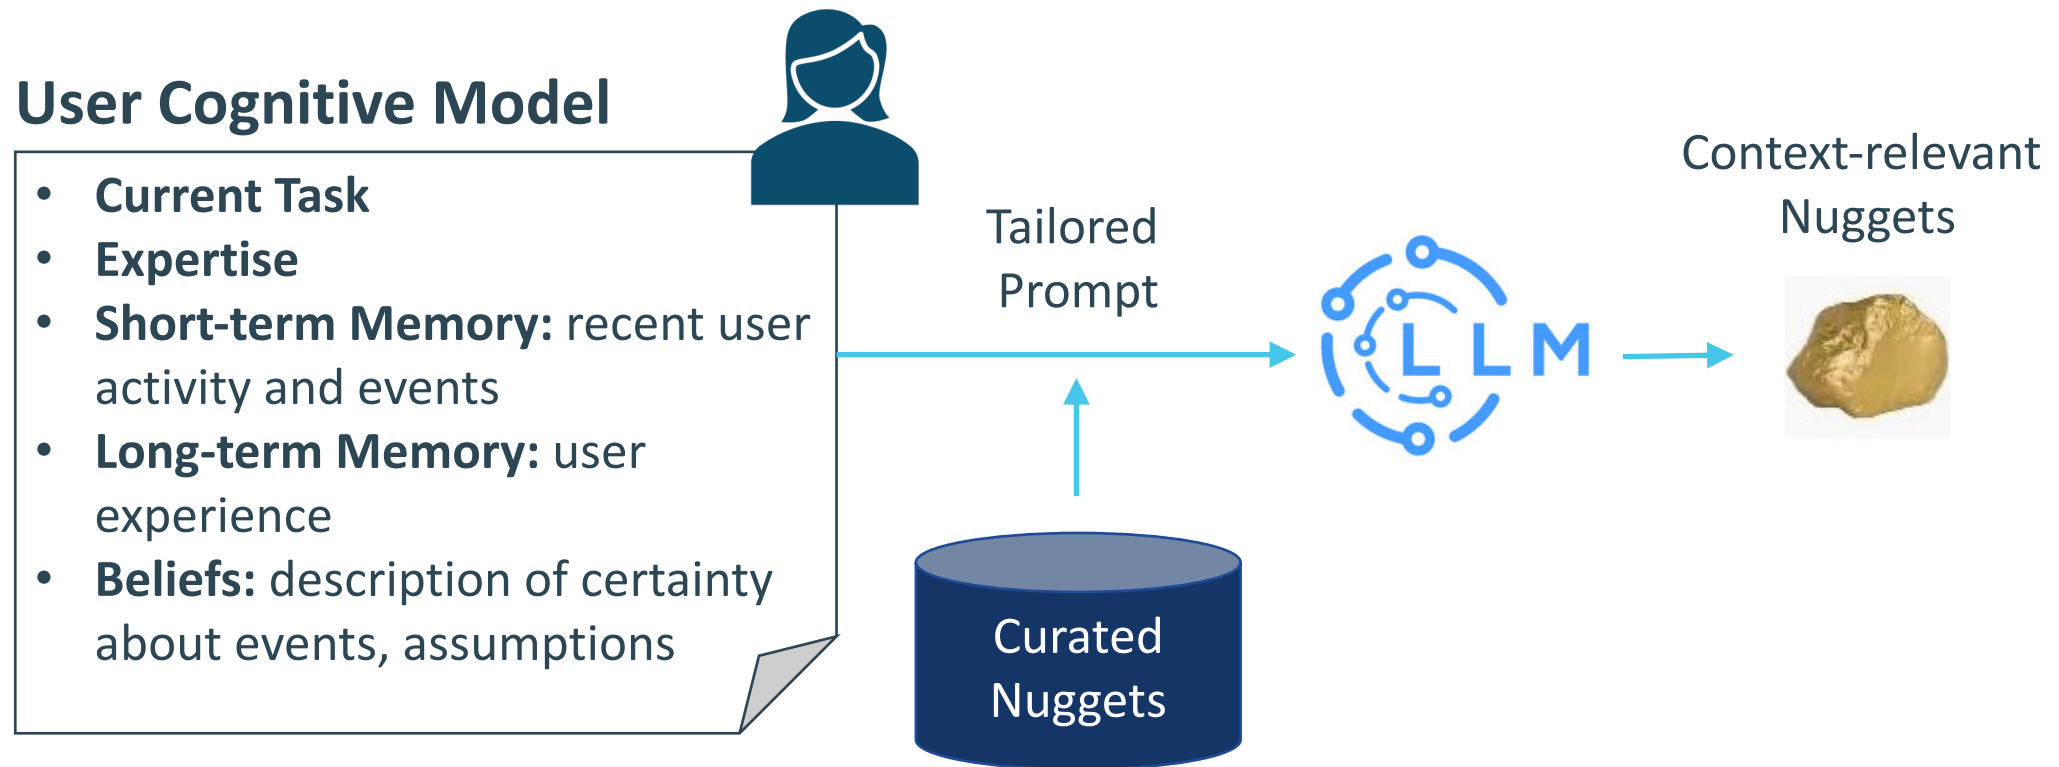 User Cognitive Model
• Current Task
• Expertise
• Short-term Memory: recent user
activity and events
• Long-term Memory: user
experience
• Beliefs: description of certainty
about events, assumptions
Tailored
Prompt
Curated
Nuggets
LLM
Context-relevant
Nuggets